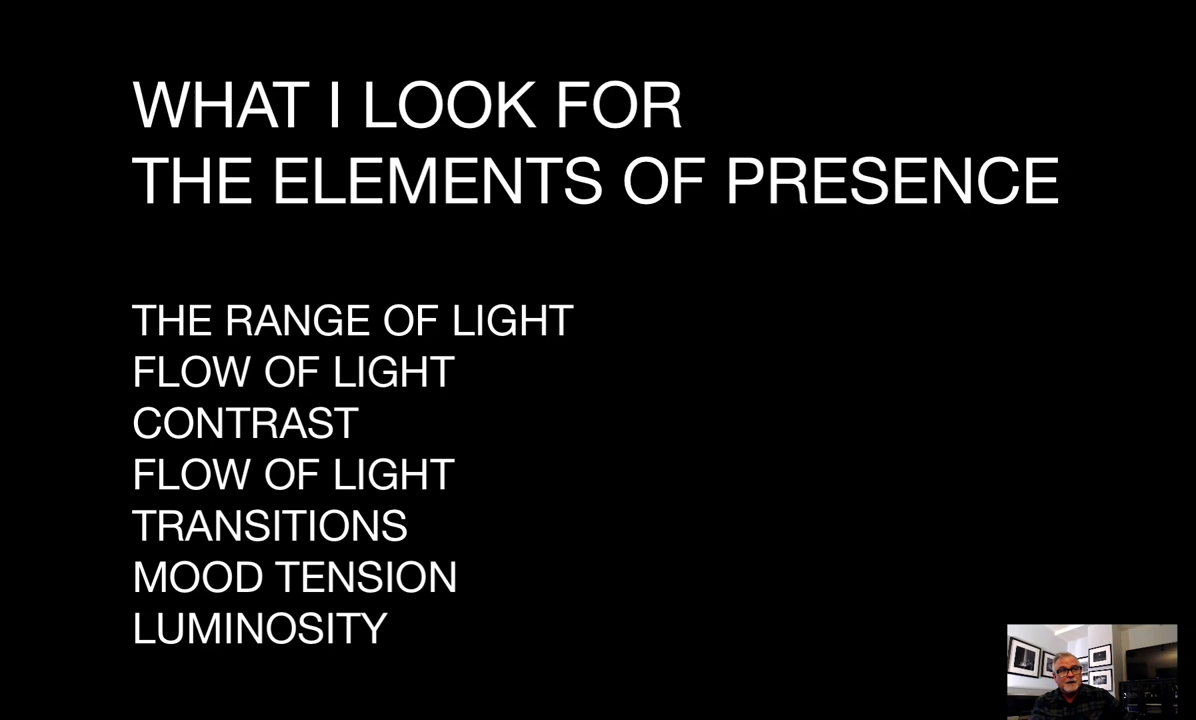 WHAT I LOOK FOR
THE ELEMENTS OF PRESENCE
THE RANGE OF LIGHT
FLOW OF LIGHT
CONTRAST
FLOW OF LIGHT
TRANSITIONS
MOOD TENSION
LUMINOSITY